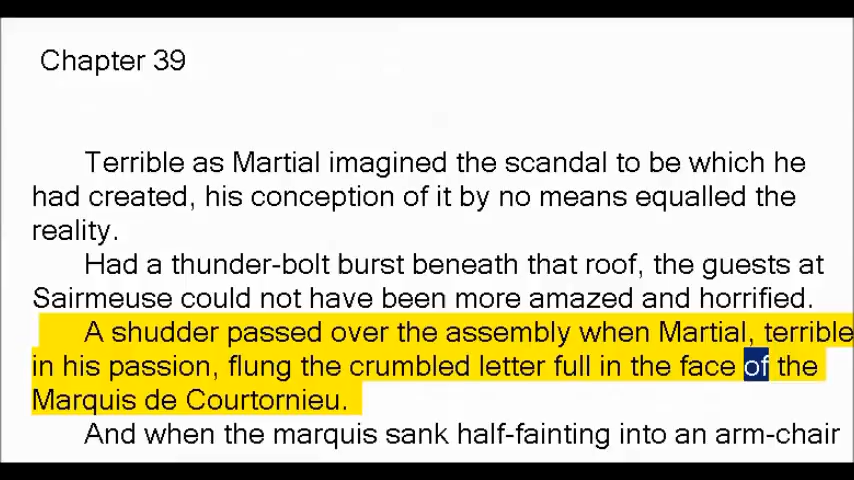 Chapter 39
Terrible as Martial imagined the scandal to be which he
had created, his conception of it by no means equalled the
reality.
Had a thunder-bolt burst beneath that roof, the guests at
Sairmeuse could not have been more amazed and horrified.
A shudder passed over the assembly when Martial, terrible
in his passion, flung the crumbled letter full in the face of the
Marquis de Courtornieu.
And when the marquis sank half-fainting into an arm-chair